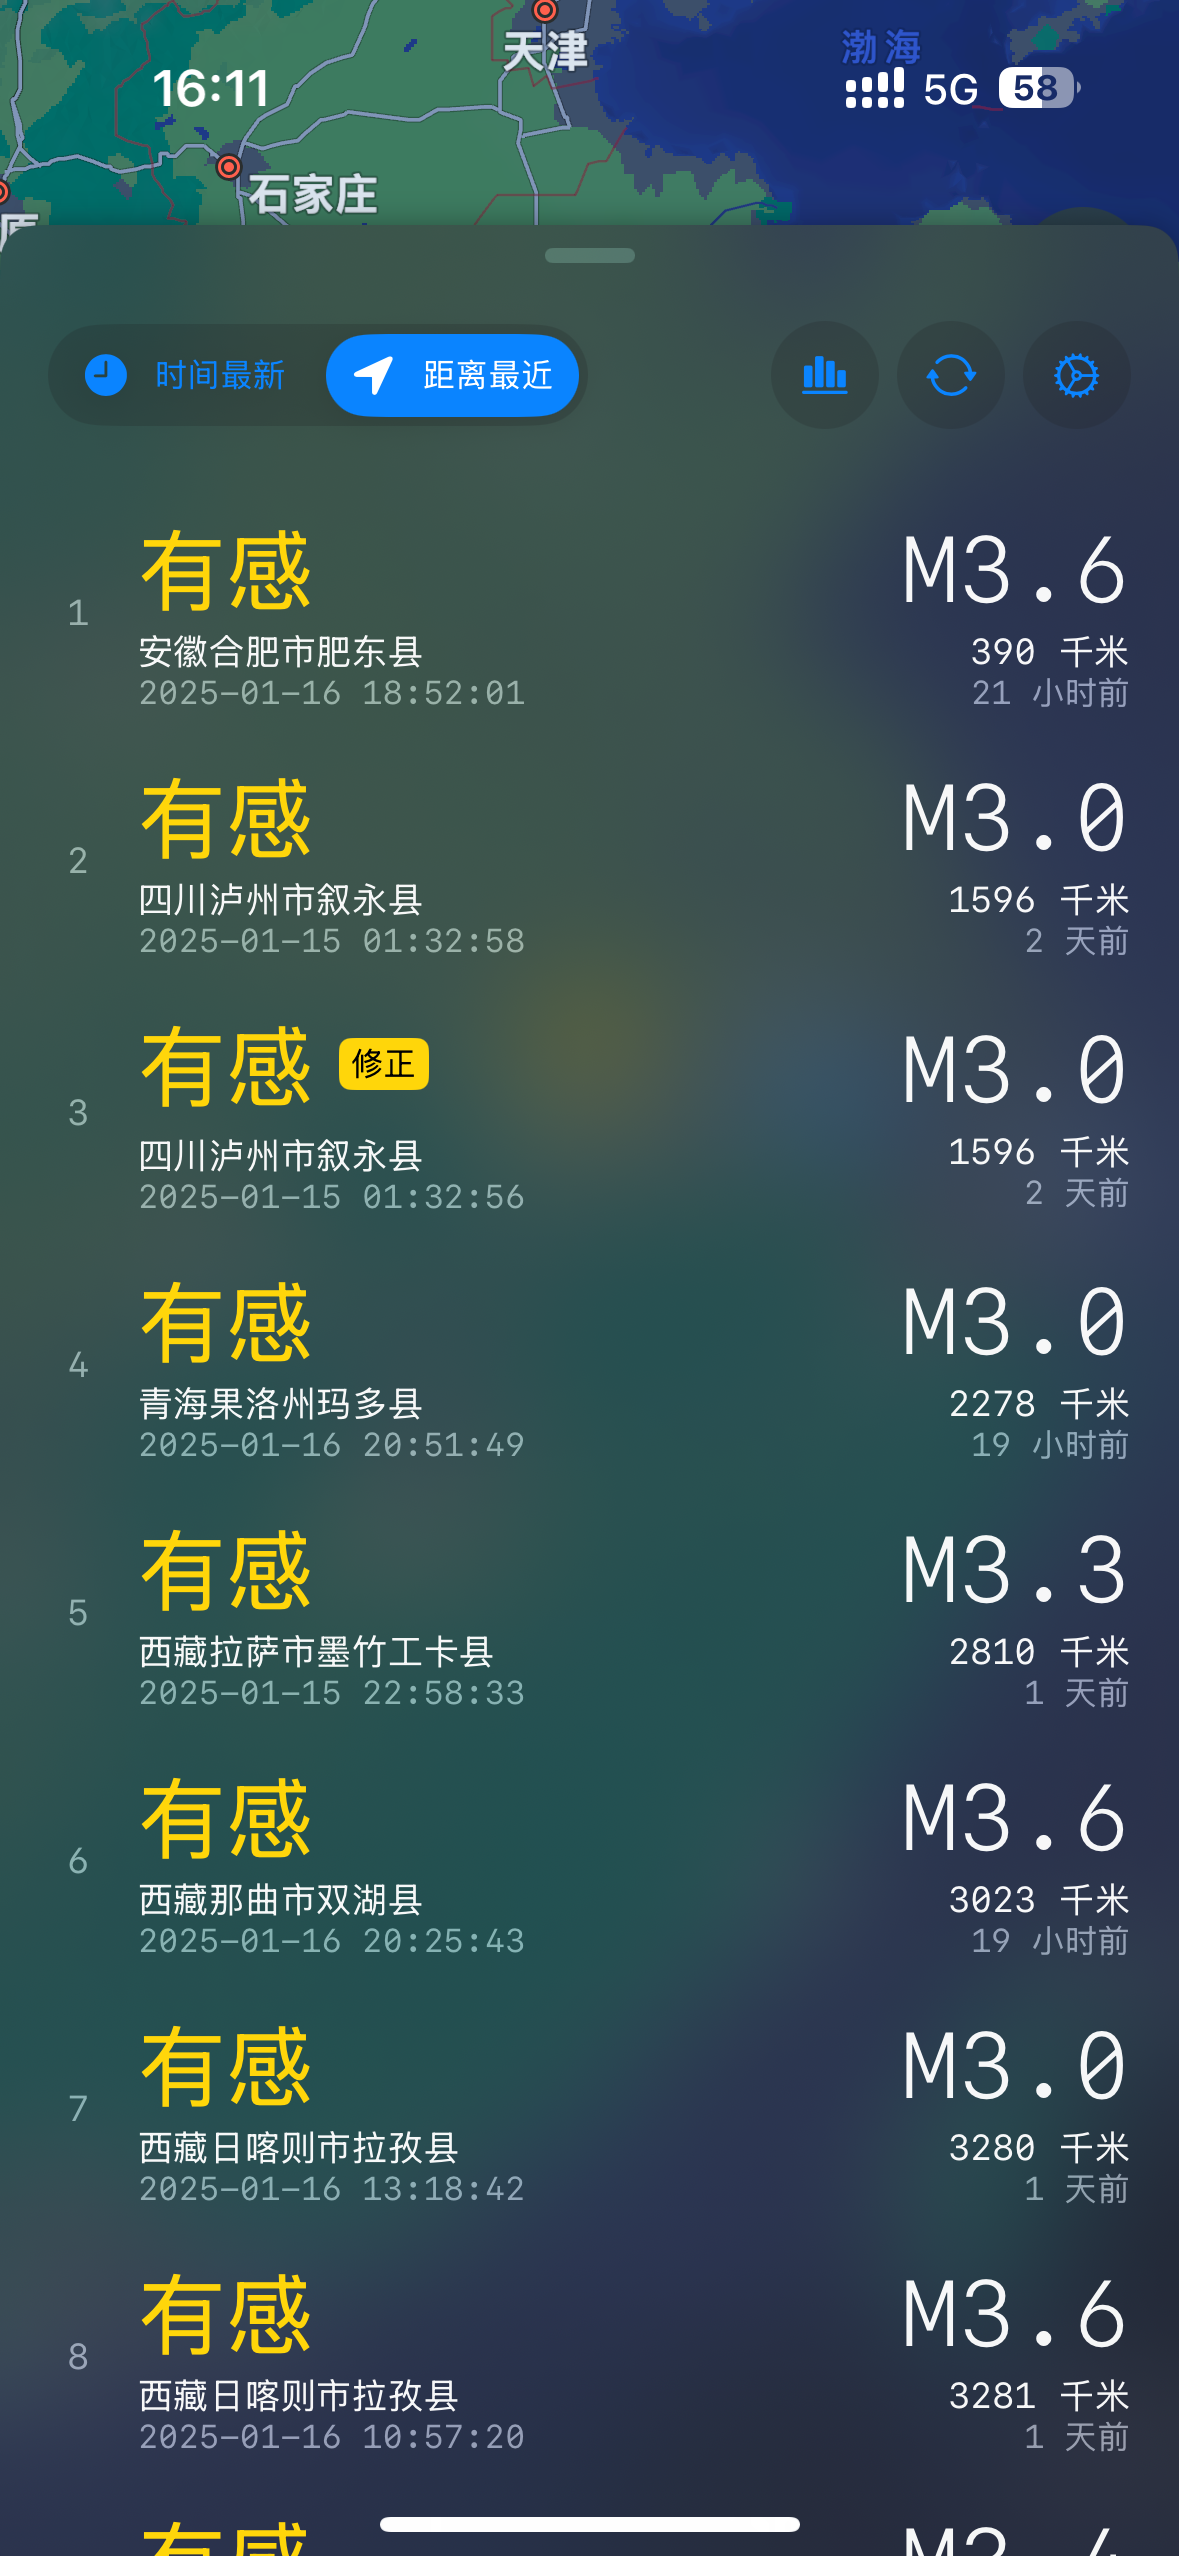 天津
渤海
16:11
5G 58
石家庄
时间最新
距离最近
1
有感
M3.6
安徽合肥市肥东县
390 千米
2025-01-16 18:52:01
21 小时前
2
有感
M3.0
四川泸州市叙永县
1596 千米
2025-01-15 01:32:58
2 天前
3
有感 修正
M3.0
四川泸州市叙永县
1596 千米
2025-01-15 01:32:56
2 天前
4
有感
M3.0
青海果洛州玛多县
2278 千米
2025-01-16 20:51:49
19 小时前
5
有感
M3.3
西藏拉萨市墨竹工卡县
2810 千米
2025-01-15 22:58:33
1 天前
6
有感
M3.6
西藏那曲市双湖县
3023 千米
2025-01-16 20:25:43
19 小时前
7
有感
M3.0
西藏日喀则市拉孜县
3280 千米
2025-01-16 13:18:42
1 天前
8
有感
M3.6
西藏日喀则市拉孜县
3281 千米
2025-01-16 10:57:20
1 天前
有感